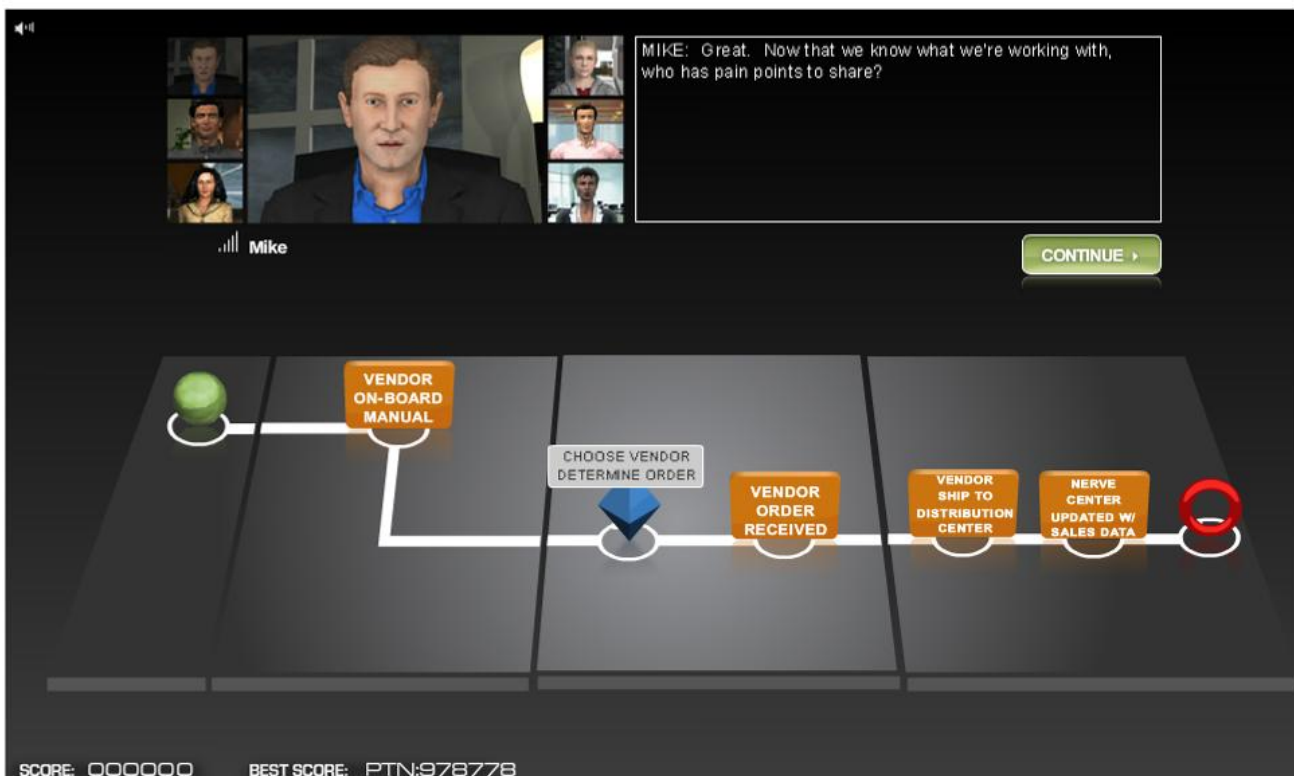 MIKE: Great. Now that we know what we're working with,
who has pain points to share?
Mike
CONTINUE
VENDOR
ON-BOARD
MANUAL
CHOOSE VENDOR
DETERMINE ORDER
VENDOR
ORDER
RECEIVED
VENDOR
SHIP TO
DISTRIBUTION
CENTER
NERVE
CENTER
UPDATED W/
SALES DATA
SCORE: 000000 BEST SCORE: PTN:978778